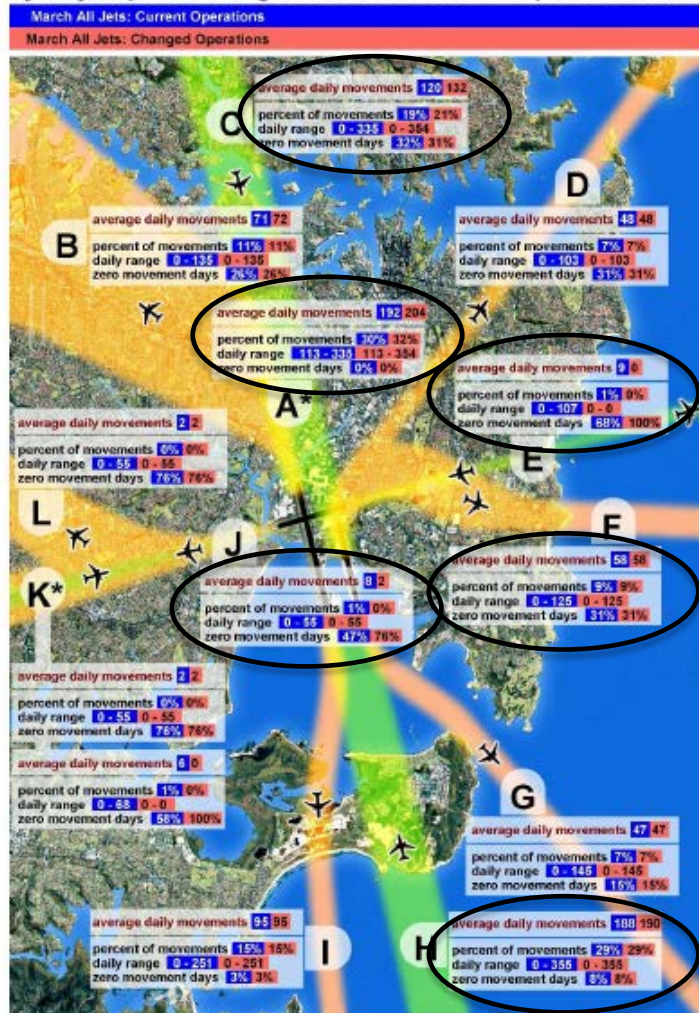 March All Jets: Current Operations
March All Jets: Changed Operations
average daily movements 120 132
percent of movements 19% 21%
daily range 0 - 335 0 - 354
zero movement days 32% 31%
C
D
average daily movements 71 72
percent of movements 11% 11%
daily range 0 - 135 0 - 135
zero movement days 26% 26%
B
average daily movements 48 48
percent of movements 7% 7%
daily range 0 - 103 0 - 103
zero movement days 31% 31%
average daily movements 192 204
percent of movements 30% 32%
daily range 113 - 335 113 - 354
zero movement days 0% 0%
A*
average daily movements 9 0
percent of movements 1% 0%
daily range 0 - 107 0 - 0
zero movement days 68% 100%
E
average daily movements 2 2
percent of movements 0% 0%
daily range 0 - 55 0 - 55
zero movement days 76% 76%
L
F
J
K*
average daily movements 58 58
percent of movements 9% 9%
daily range 0 - 125 0 - 125
zero movement days 31% 31%
average daily movements 8 2
percent of movements 1% 0%
daily range 0 - 55 0 - 55
zero movement days 47% 76%
average daily movements 2 2
percent of movements 0% 0%
daily range 0 - 55 0 - 55
zero movement days 76% 76%
average daily movements 6 0
percent of movements 1% 0%
daily range 0 - 68 0 - 0
zero movement days 58% 100%
G
average daily movements 47 47
percent of movements 7% 7%
daily range 0 - 145 0 - 145
zero movement days 15% 15%
average daily movements 95 95
percent of movements 15% 15%
daily range 0 - 251 0 - 251
zero movement days 3% 3%
I
H
average daily movements 188 190
percent of movements 29% 29%
daily range 0 - 355 0 - 355
zero movement days 8% 8%